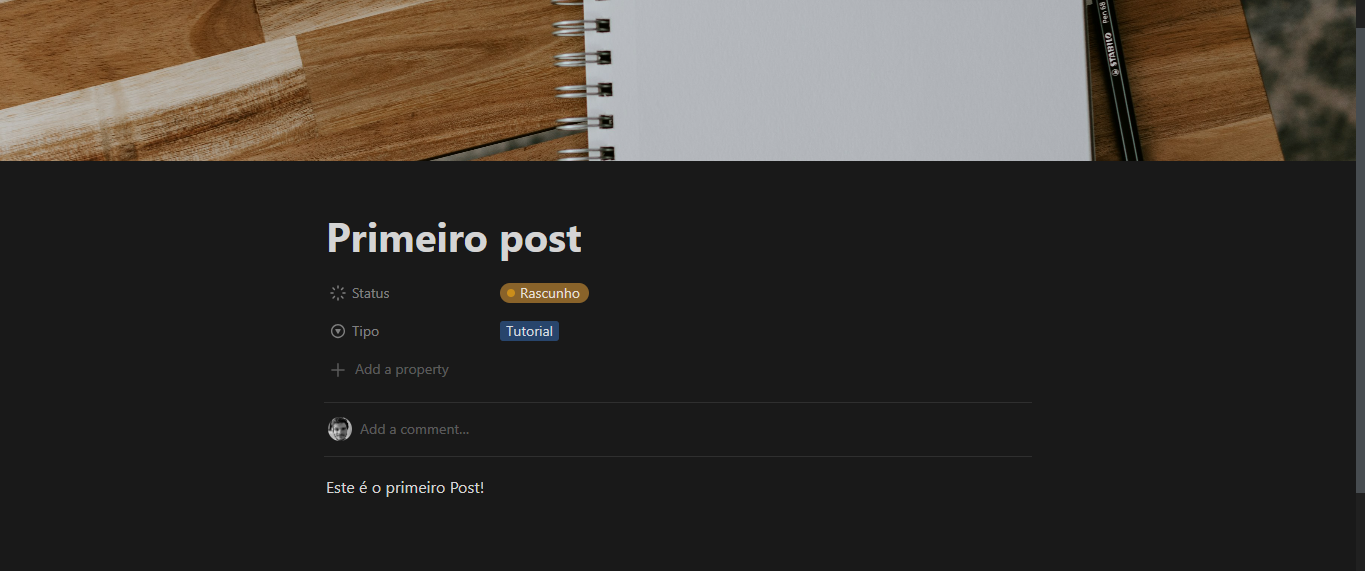 STABILO Pen 68
Primeiro post
Status Rascunho
Tipo Tutorial
Add a property
Add a comment...
Este é o primeiro Post!